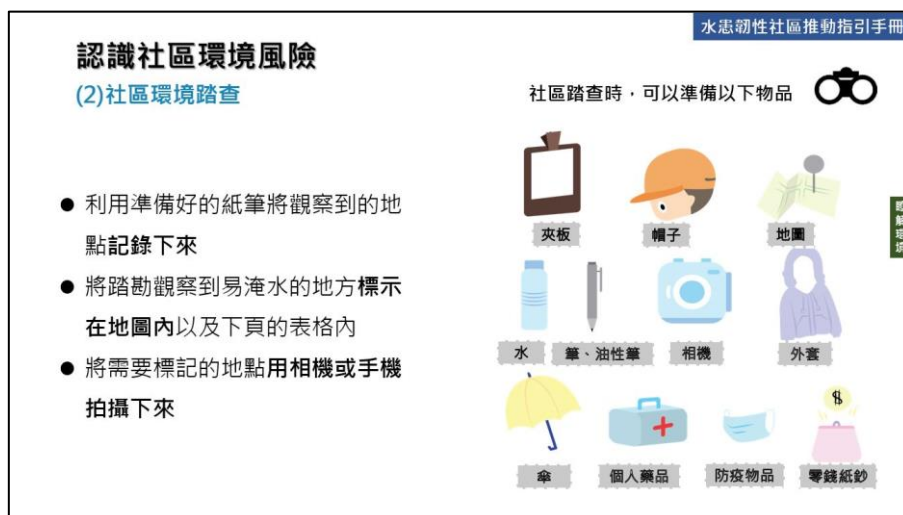 水患韌性社區推動指引手冊
認識社區環境風險
(2)社區環境踏查
● 利用準備好的紙筆將觀察到的地
點記錄下來
● 將踏勘觀察到易淹水的地方標示
在地圖內以及下頁的表格內
● 將需要標記的地點用相機或手機
拍攝下來
社區踏查時，可以準備以下物品
夾板
帽子
地圖
水
筆、油性筆
相機
外套
$
傘
個人藥品
防疫物品
零錢紙鈔
瞭解環境